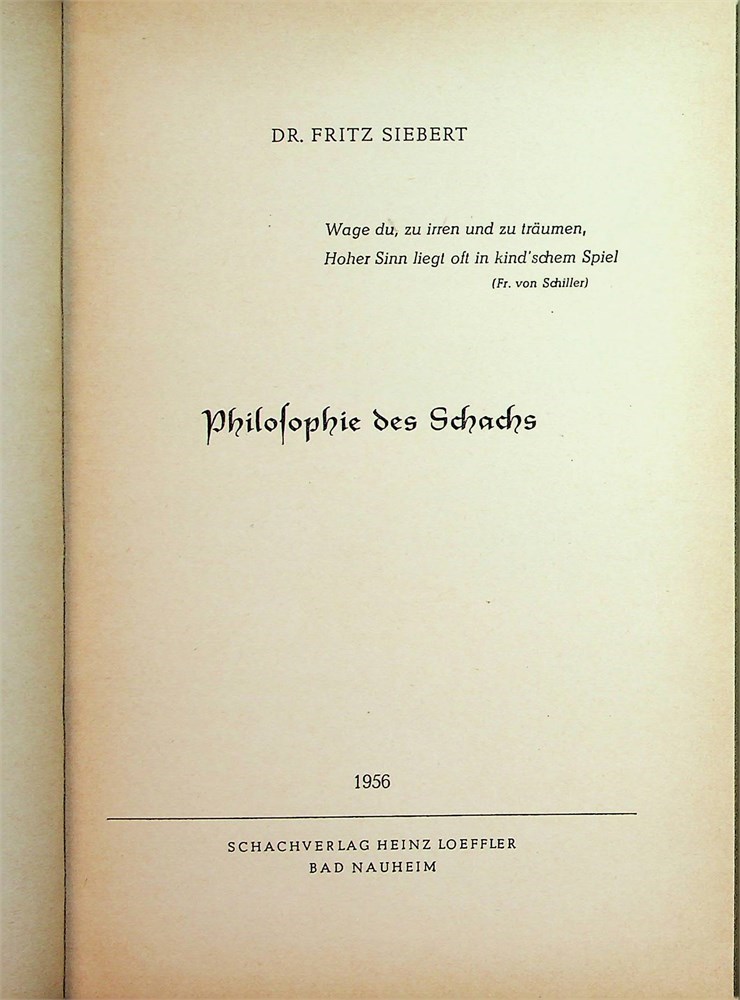 DR. FRITZ SIEBERT
Wage du, zu irren und zu träumen,
Hoher Sinn liegt oft in kind'schem Spiel
(Fr. von Schiller)
Philoſophie des Schachs
1956
SCHACHVERLAG HEINZ LOEFFLER
BAD NAUHEIM